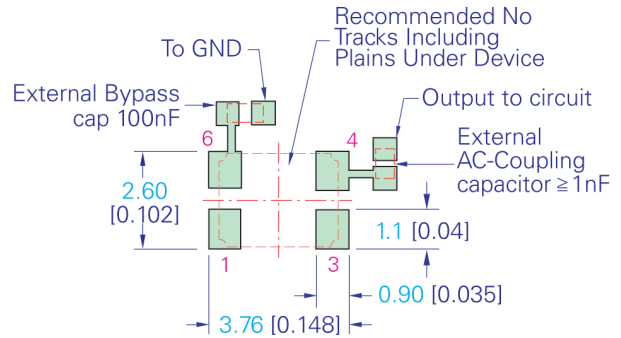 Recommended No
Tracks Including
Plains Under Device
To GND
External Bypass
cap 100nF
Output to circuit
External
AC-Coupling
capacitor ≧ 1nF
6
4
2.60
[0.102]
1.1 [0.04]
1
3
0.90 [0.035]
3.76 [0.148]